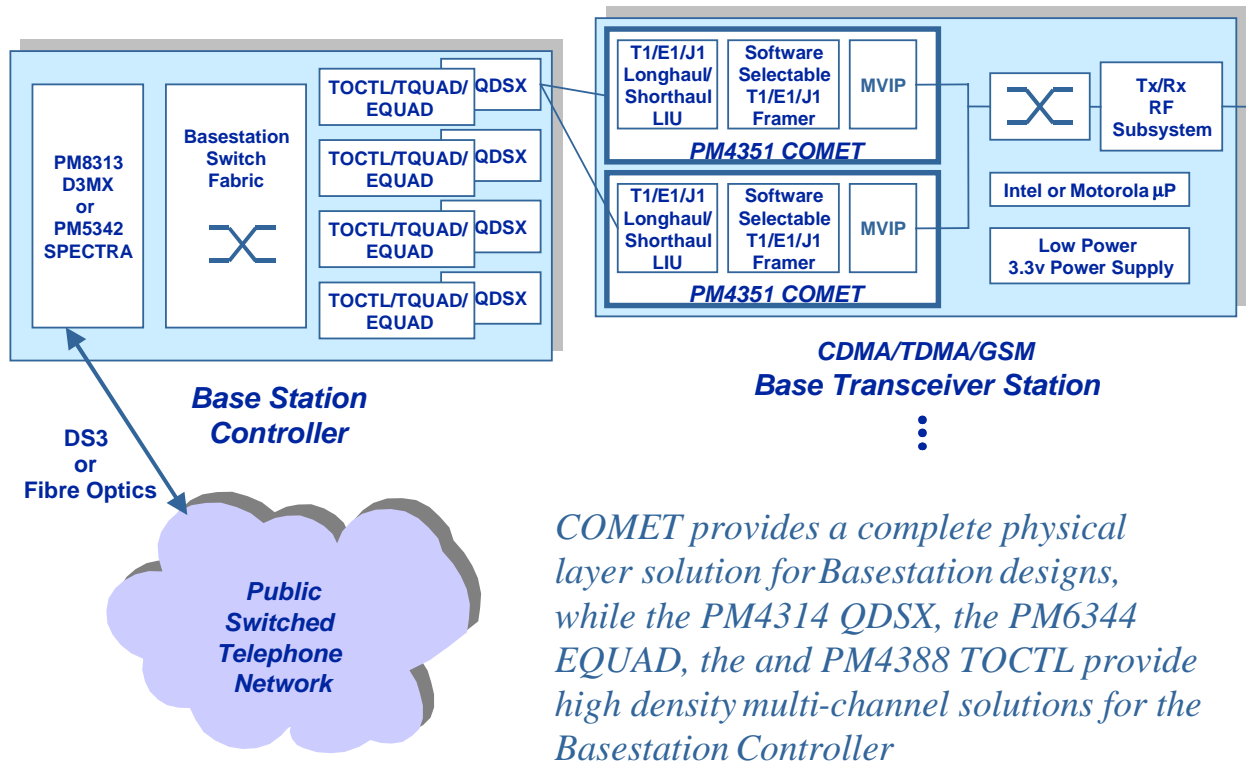 PM8313
D3MX
or
PM5342
SPECTRA
Basestation
Switch
Fabric
TOCTL/TQUAD/
EQUAD
QDSX
TOCTL/TQUAD/
EQUAD
QDSX
TOCTL/TQUAD/
EQUAD
QDSX
TOCTL/TQUAD/
EQUAD
QDSX
Base Station
Controller
DS3
or
Fibre Optics
Public
Switched
Telephone
Network
T1/E1/J1
Longhaul/
Shorthaul
LIU
Software
Selectable
T1/E1/J1
Framer
MVIP
PM4351 COMET
T1/E1/J1
Longhaul/
Shorthaul
LIU
Software
Selectable
T1/E1/J1
Framer
MVIP
PM4351 COMET
Tx/Rx
RF
Subsystem
Intel or Motorola µP
Low Power
3.3v Power Supply
CDMA/TDMA/GSM
Base Transceiver Station
COMET provides a complete physical
layer solution for Basestation designs,
while the PM4314 QDSX, the PM6344
EQUAD, the and PM4388 TOCTL provide
high density multi-channel solutions for the
Basestation Controller